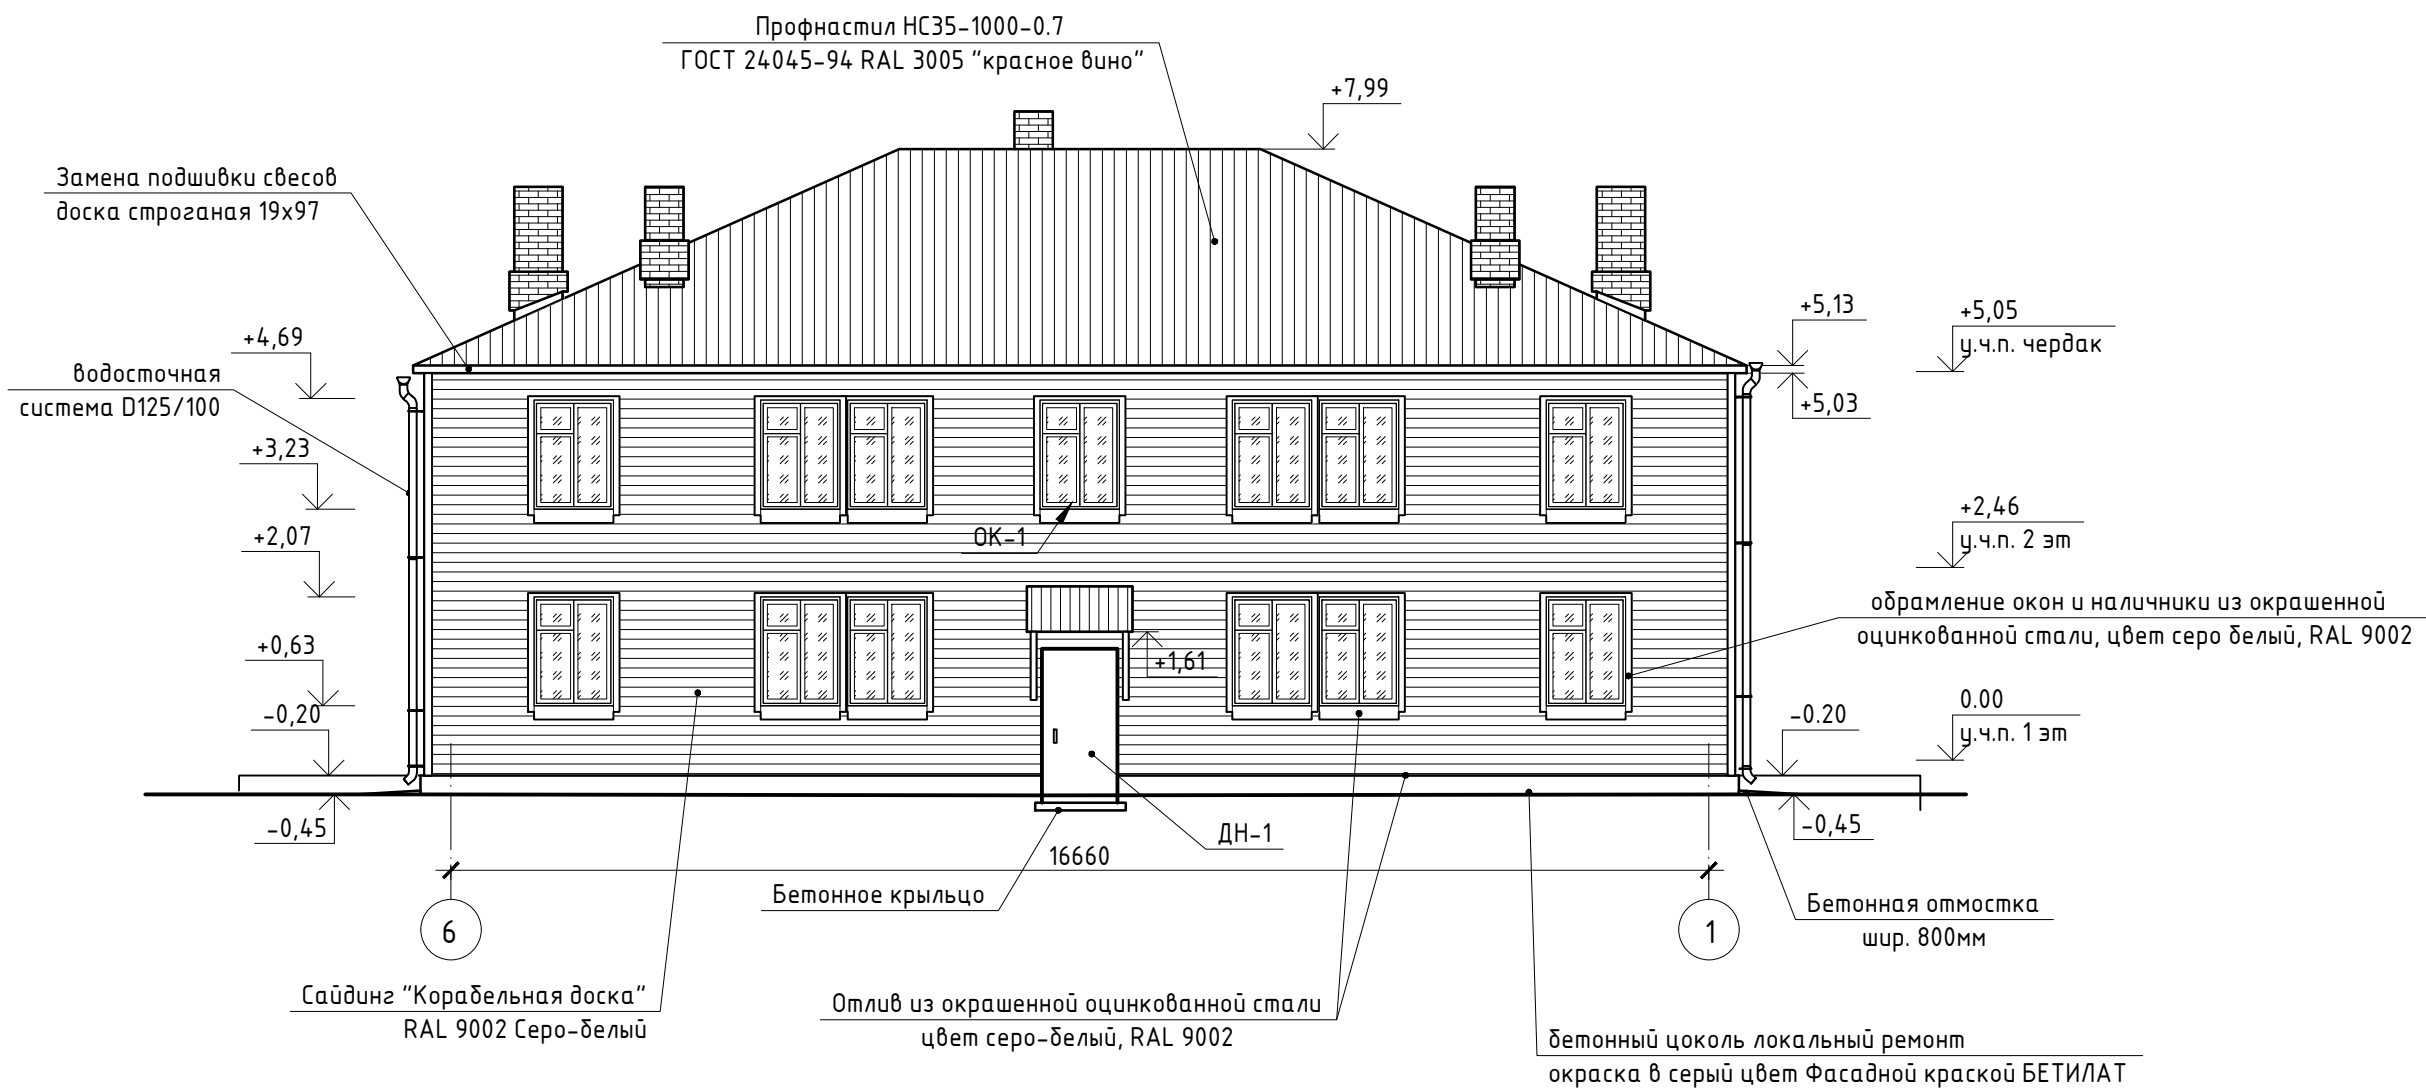 Профнастил НС35-1000-0.7
ГОСТ 24045-94 RAL 3005 "красное вино"
+7,99
Замена подшивки свесов
доска строганая 19x97
+4,69
водосточная
система D125/100
+3,23
+2,07
+0,63
-0,20
-0,45
+5,13
+5,03
+5,05
у.ч.п. чердак
+2,46
у.ч.п. 2 эт
ОК-1
+1,61
обрамление окон и наличники из окрашенной
оцинкованной стали, цвет серо белый, RAL 9002
0.00
у.ч.п. 1 эт
-0.20
-0,45
ДН-1
16660
Бетонное крыльцо
6
1
Бетонная отмостка
шир. 800мм
Сайдинг "Корабельная доска"
RAL 9002 Серо-белый
Отлив из окрашенной оцинкованной стали
цвет серо-белый, RAL 9002
бетонный цоколь локальный ремонт
окраска в серый цвет Фасадной краской БЕТИЛАТ